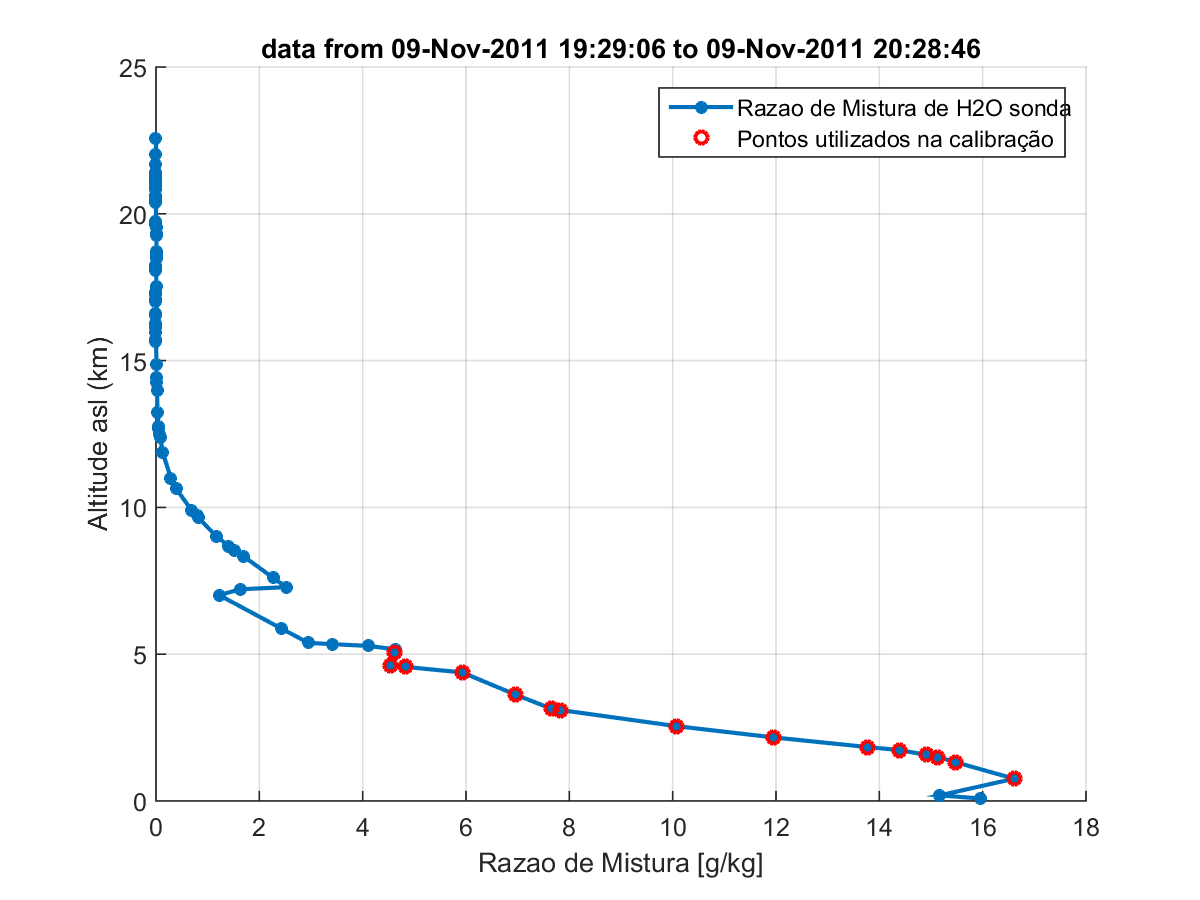 data from 09-Nov-2011 19:29:06 to 09-Nov-2011 20:28:46
Razao de Mistura de H2O sonda
Pontos utilizados na calibração
25
20
15
10
5
0
Altitude asl (km)
0 2 4 6 8 10 12 14 16 18
Razao de Mistura [g/kg]